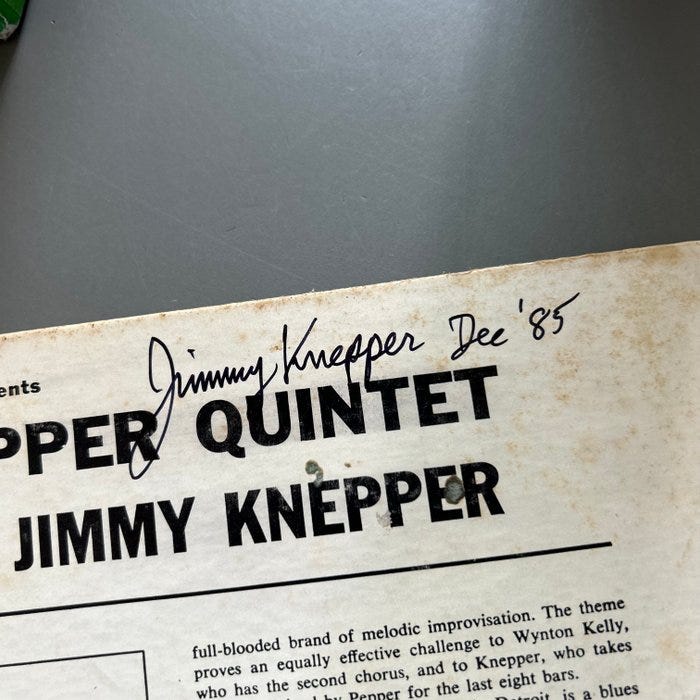 Jimmy Knepper Dec '85
ents
PPER QUINTET
JIMMY KNEPPER
full-blooded brand of melodic improvisation. The theme
proves an equally effective challenge to Wynton Kelly,
who has the second chorus, and to Knepper, who takes
by Pepper for the last eight bars.
Detroit, is a blues